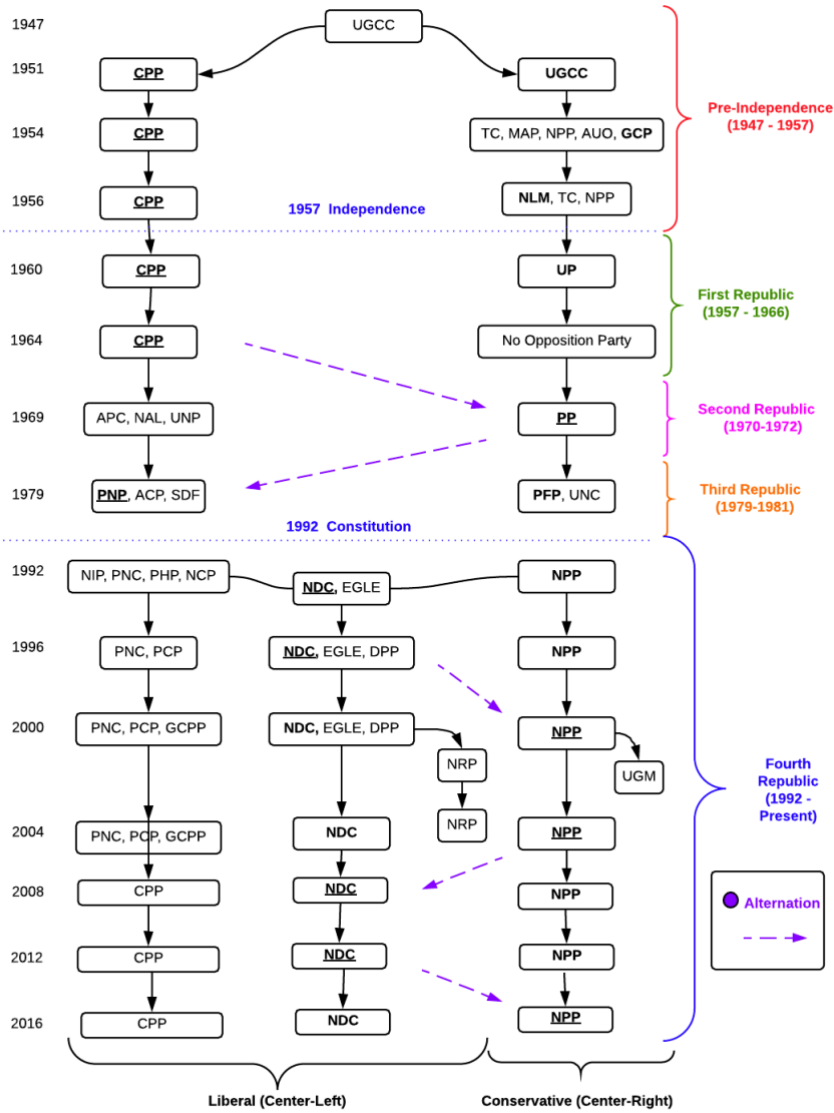 1947
UGCC
1951
CPP
UGCC
Pre-Independence
(1947 - 1957)
1954
CPP
TC, MAP, NPP, AUO, GCP
1956
CPP
NLM, TC, NPP
1957 Independence
1960
CPP
UP
First Republic
(1957 - 1966)
1964
CPP
No Opposition Party
1969
APC, NAL, UNP
PP
Second Republic
(1970-1972)
1979
PNP, ACP, SDF
PFP, UNC
Third Republic
(1979-1981)
1992 Constitution
1992
NIP, PNC, PHP, NCP
NDC, EGLE
NPP
1996
PNC, PCP
NDC, EGLE, DPP
NPP
2000
PNC, PCP, GCPP
NDC, EGLE, DPP
NPP
NRP
UGM
Fourth
Republic
(1992 -
Present)
NRP
2004
PNC, PCP, GCPP
NDC
NPP
2008
CPP
NDC
NPP
Alternation
2012
CPP
NDC
NPP
2016
CPP
NDC
NPP
Liberal (Center-Left)
Conservative (Center-Right)